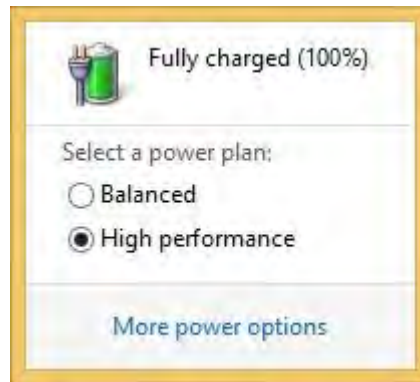 Fully charged (100%)
Select a power plan:
Balanced
High performance
More power options